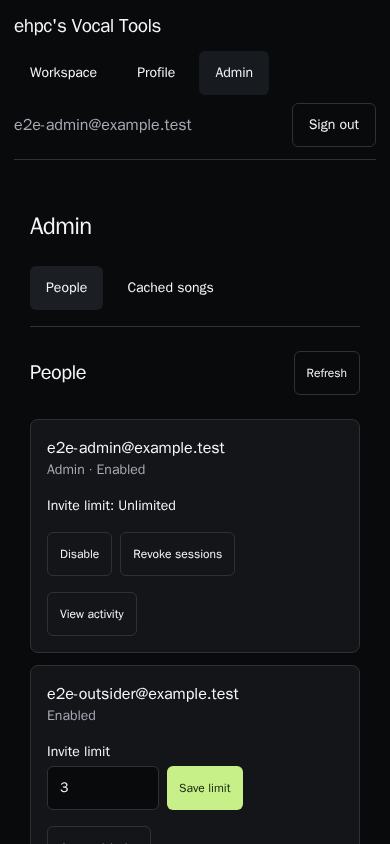 ehpc's Vocal Tools
Workspace Profile Admin
e2e-admin@example.test Sign out
Admin
People Cached songs
People Refresh
e2e-admin@example.test
Admin · Enabled
Invite limit: Unlimited
Disable Revoke sessions
View activity
e2e-outsider@example.test
Enabled
Invite limit
3 Save limit